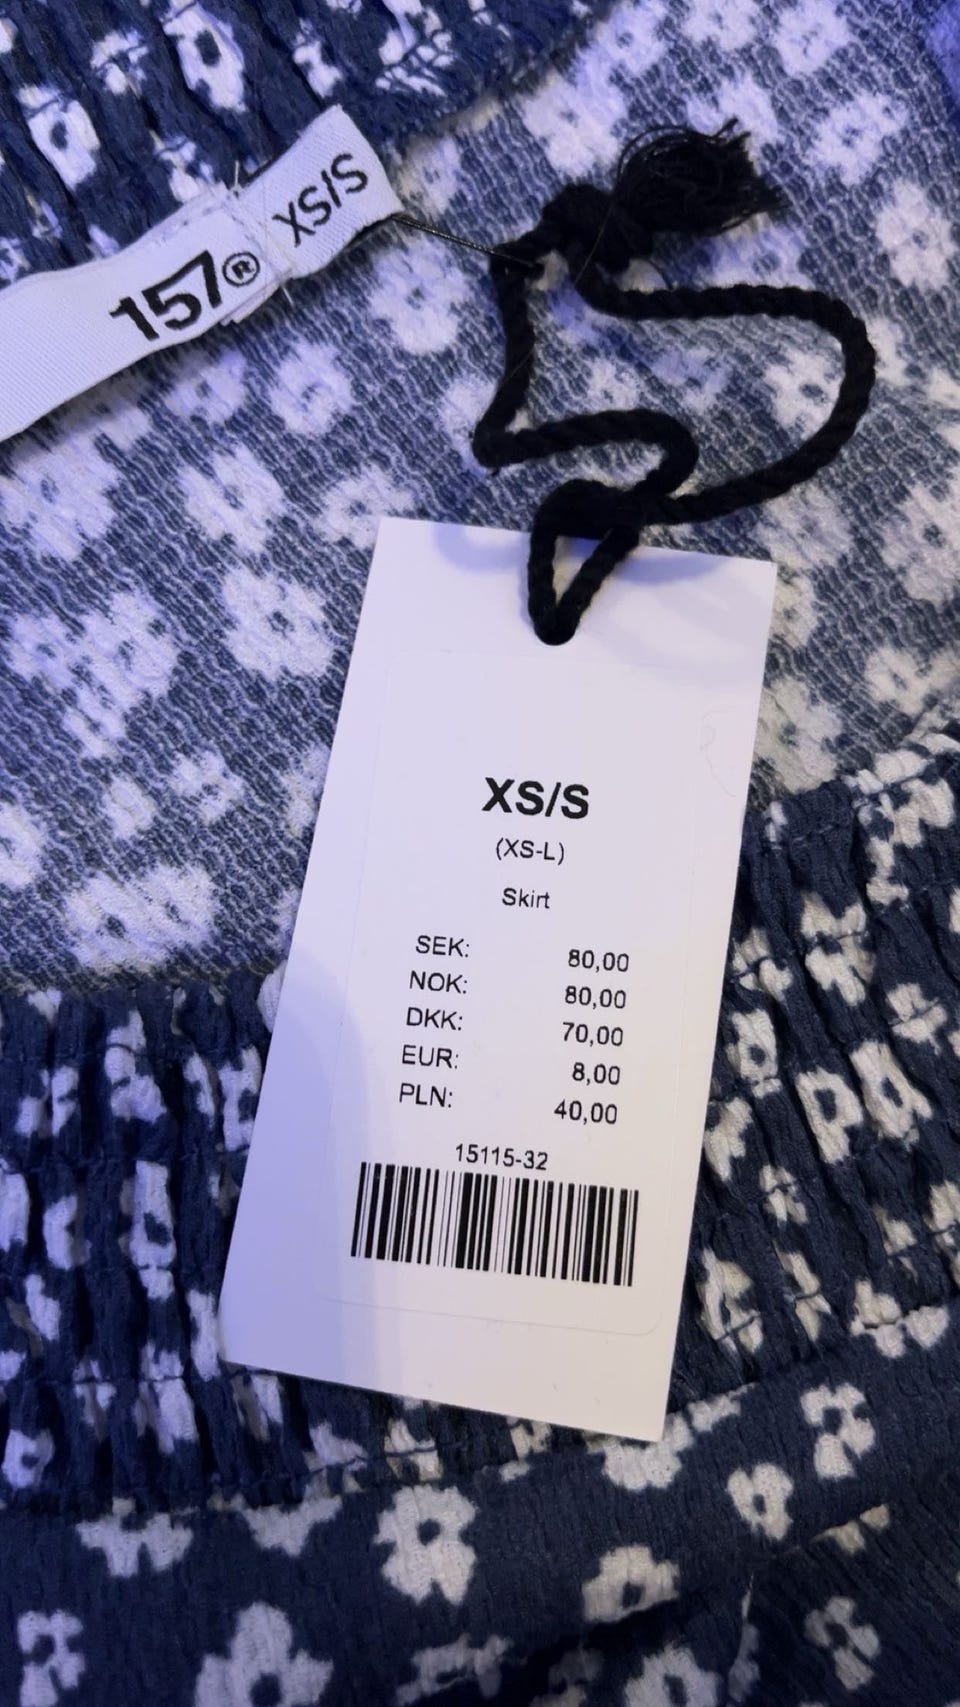 157® XS/S
XS/S
(XS-L)
Skirt
SEK: 80,00
NOK: 80,00
DKK: 70,00
EUR: 8,00
PLN: 40,00
15115-32